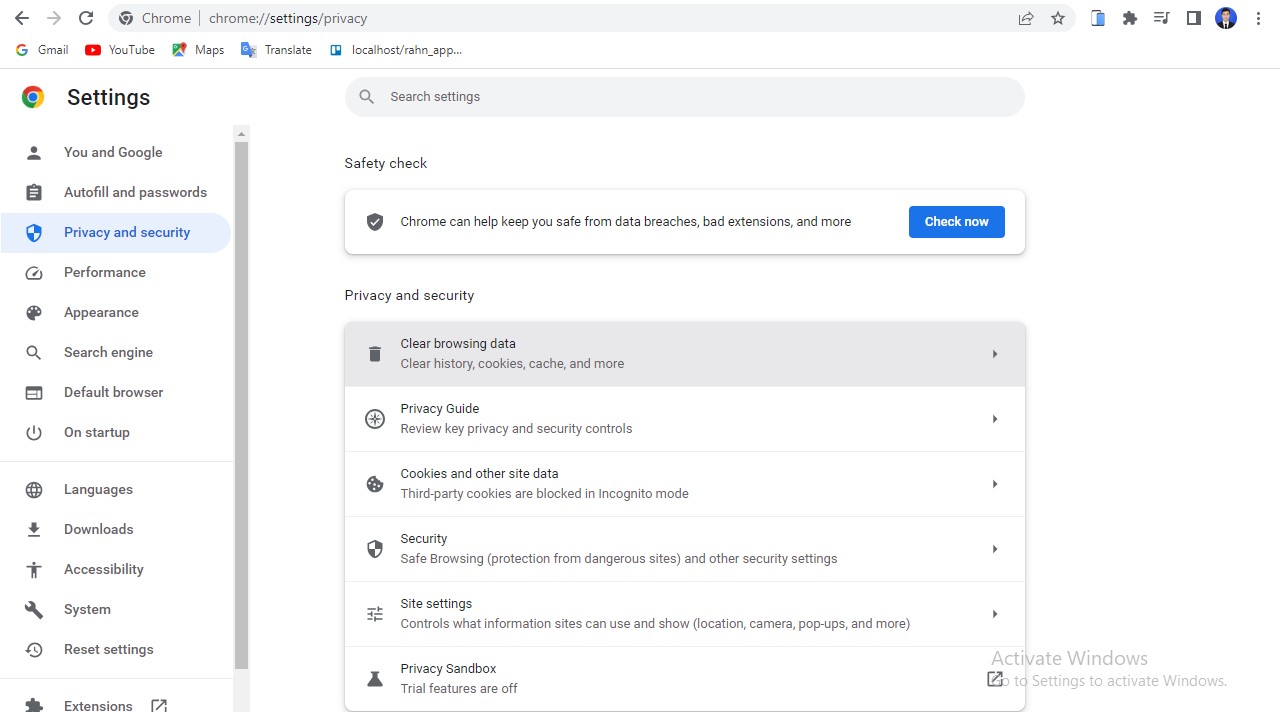 Chrome
chrome://settings/privacy
Gmail
YouTube
Maps
Translate
localhost/rahn_app...
Settings
Search settings
You and Google
Autofill and passwords
Privacy and security
Performance
Appearance
Search engine
Default browser
On startup
Languages
Downloads
Accessibility
System
Reset settings
Extensions
Safety check
Chrome can help keep you safe from data breaches, bad extensions, and more
Check now
Privacy and security
Clear browsing data
Clear history, cookies, cache, and more
Privacy Guide
Review key privacy and security controls
Cookies and other site data
Third-party cookies are blocked in Incognito mode
Security
Safe Browsing (protection from dangerous sites) and other security settings
Site settings
Controls what information sites can use and show (location, camera, pop-ups, and more)
Privacy Sandbox
Trial features are off
Activate Windows
Go to Settings to activate Windows.